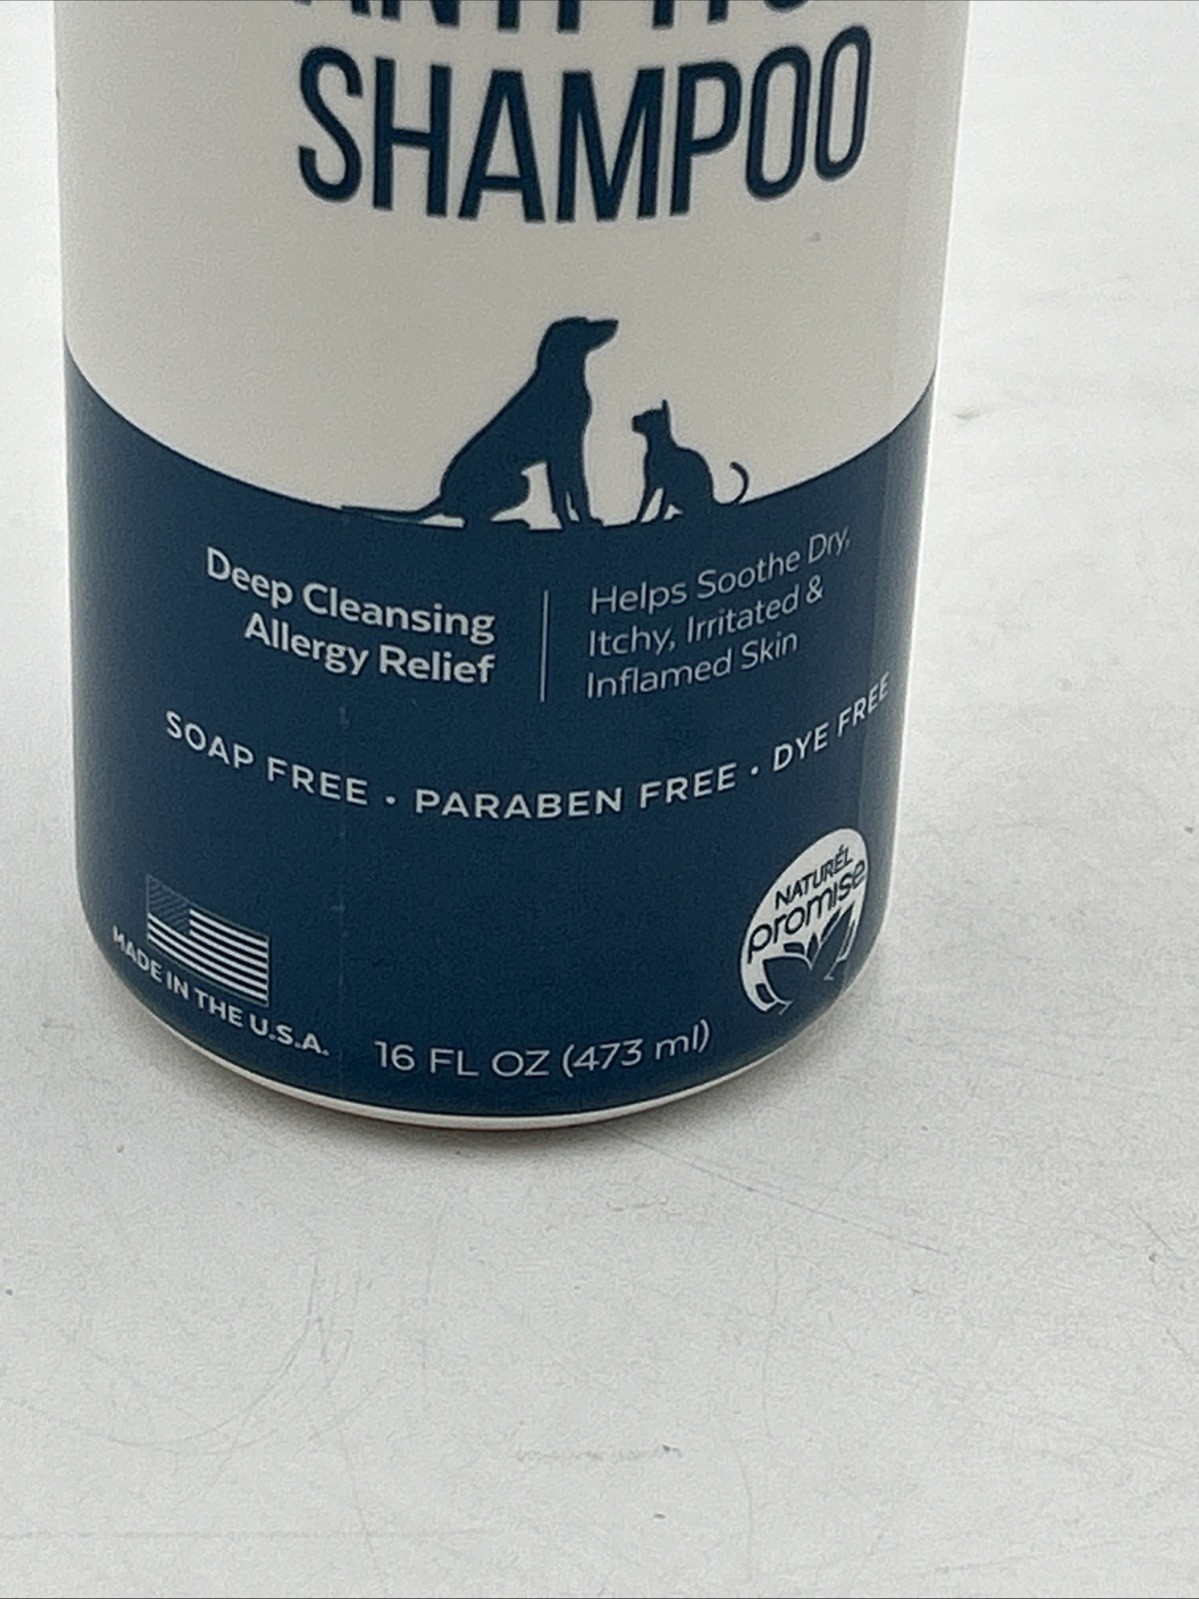 SHAMPOO
Deep Cleansing
Allergy Relief
Helps Soothe Dry,
Itchy, Irritated &
Inflamed Skin
SOAP FREE • PARABEN FREE • DYE FREE
NATURÉL
promise
MADE IN THE U.S.A.
16 FL OZ (473 ml)